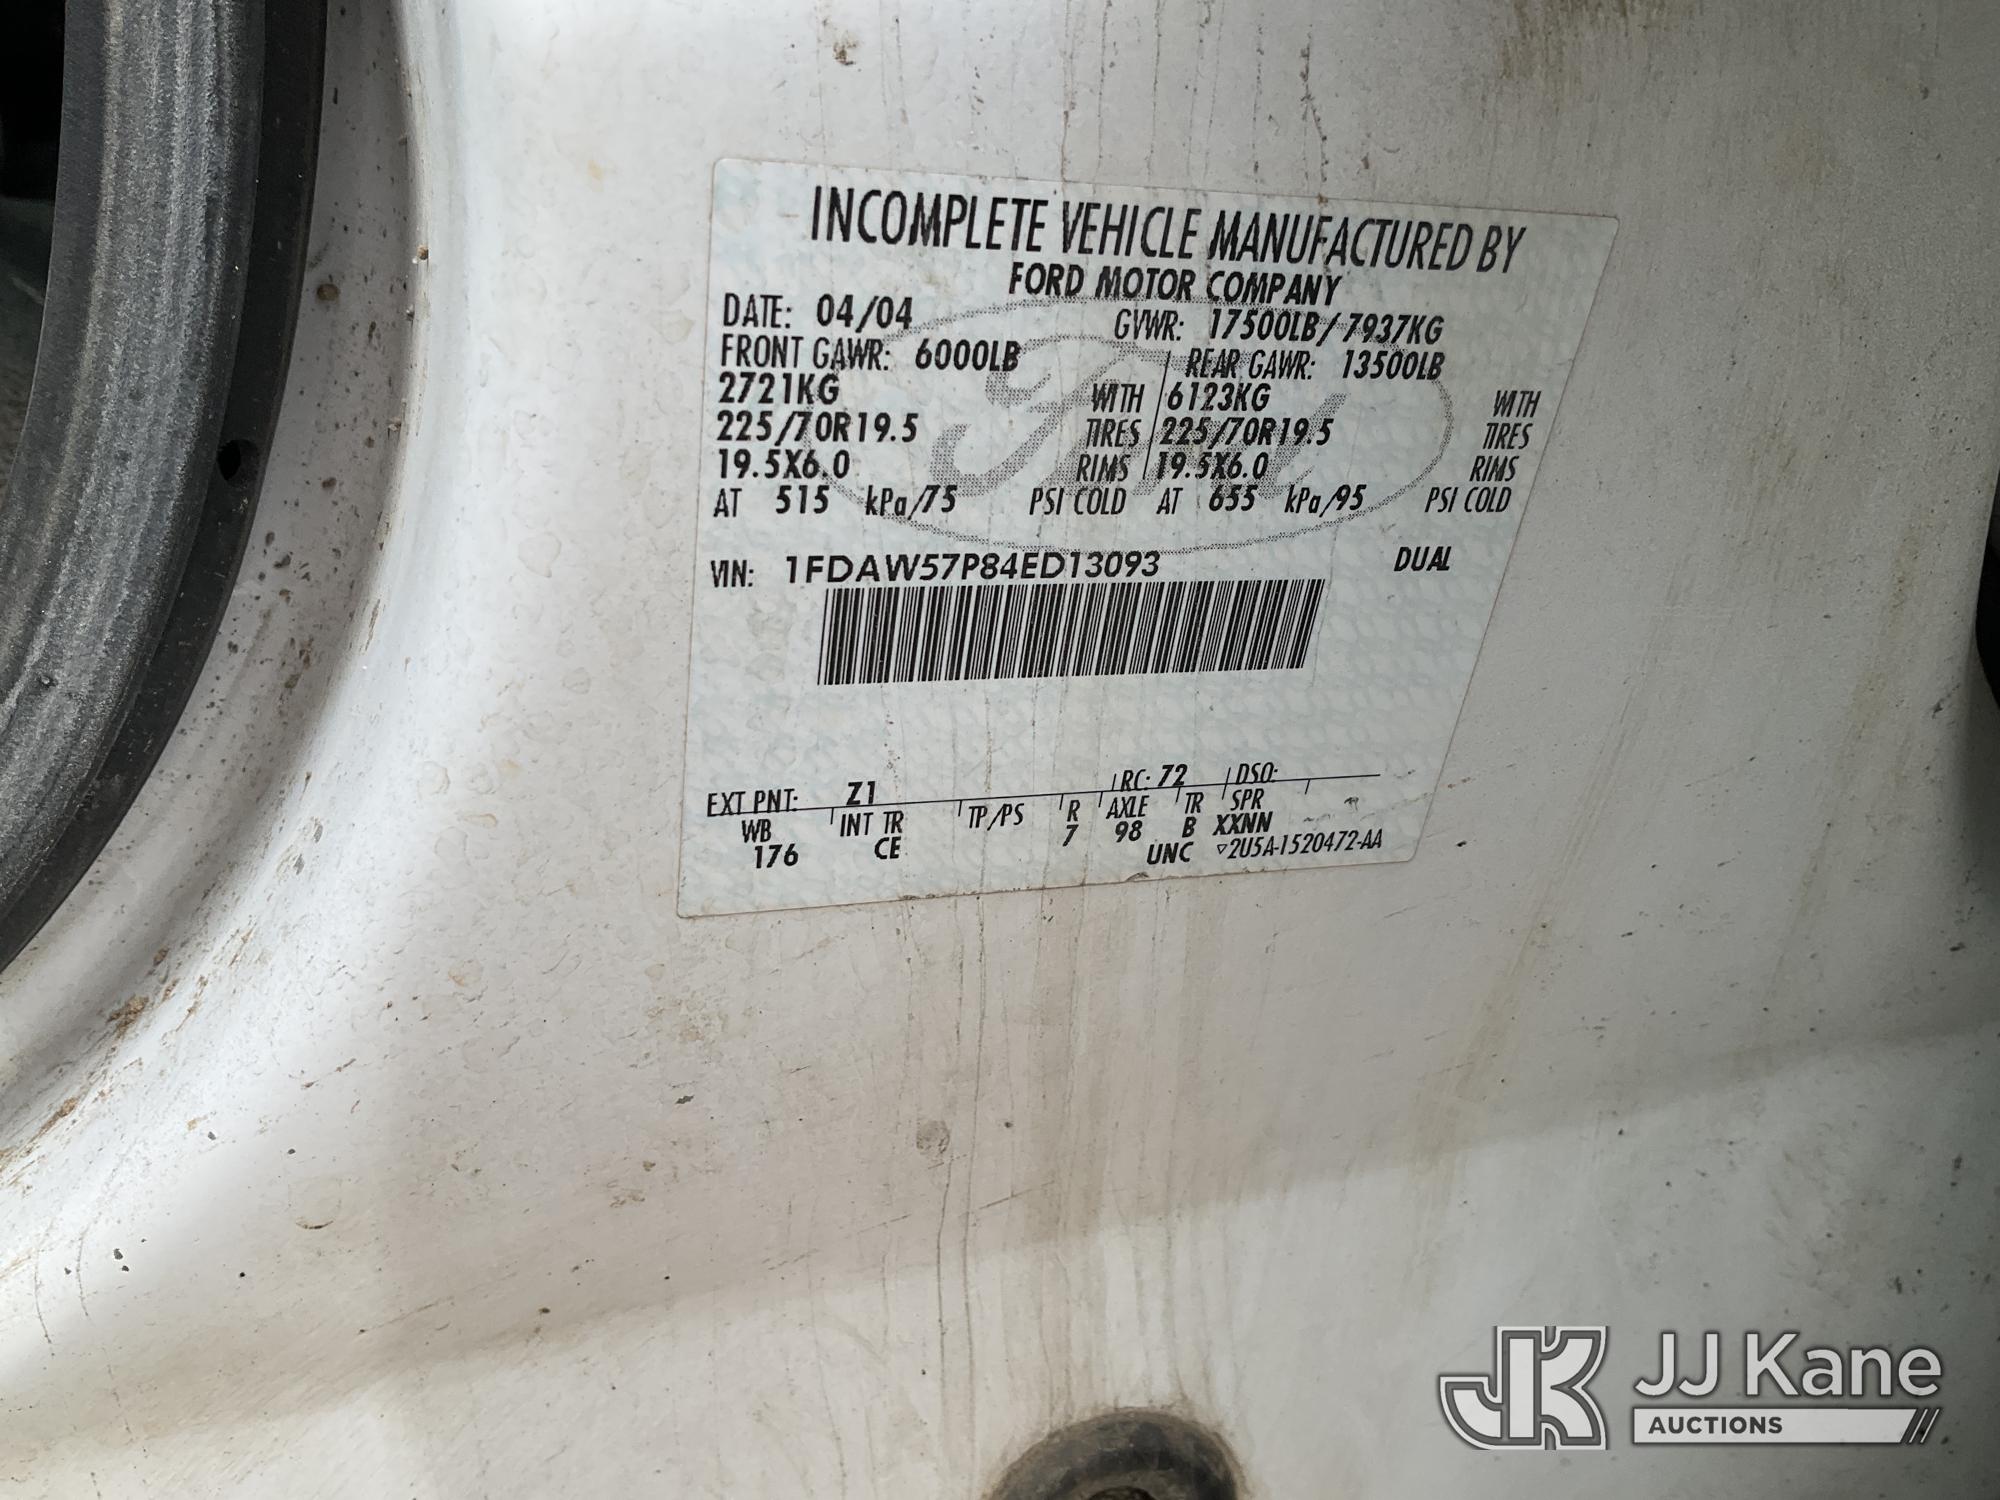 INCOMPLETE VEHICLE MANUFACTURED BY
FORD MOTOR COMPANY
DATE: 04/04 GVWR: 17500LB/7937KG
FRONT GAWR: 6000LB REAR GAWR: 13500LB
2721KG WITH 6123KG WITH
225/70R19.5 TIRES 225/70R19.5 TIRES
19.5X6.0 RIMS 19.5X6.0 RIMS
AT 515 kPa/75 PSI COLD AT 655 kPa/95 PSI COLD
VIN: 1FDAW57P84ED13093 DUAL
EXT PNT: Z1 RC: 72 DSO:
WB INT TR TP/PS R AXLE TR SPR
176 CE 7 98 B XXNN
UNC ▽2U5A-1520472-AA
JK JJ Kane
AUCTIONS